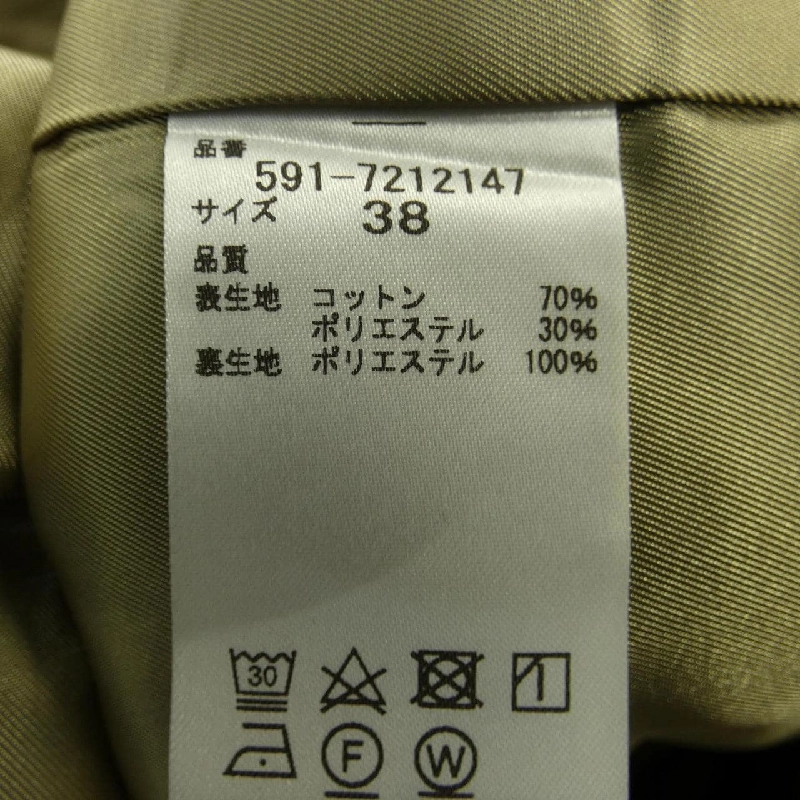 品番
591-7212147
サイズ 38
品質
表生地 コットン 70%
ポリエステル 30%
裏生地 ポリエステル 100%
30
F W